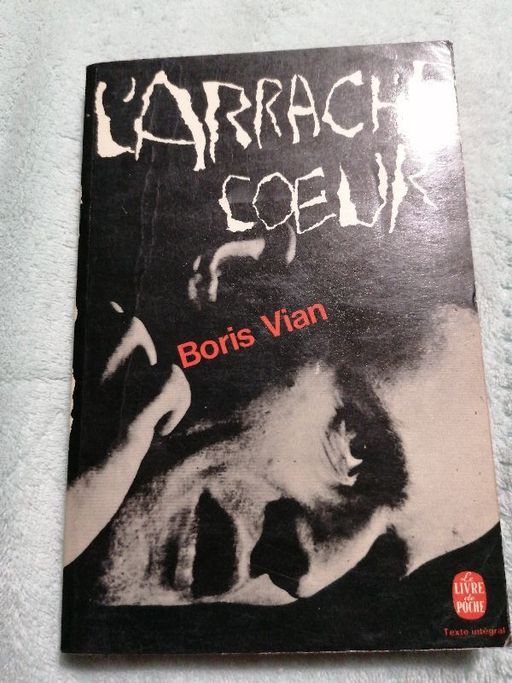 L'ARRACHE
COEUR
Boris Vian
Le
LIVRE
de
POCHE
Texte intégral